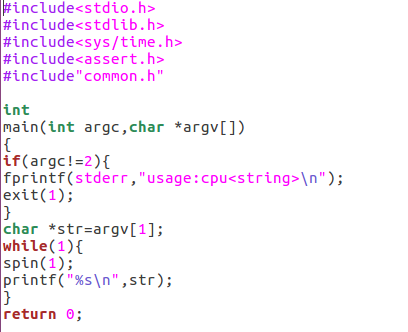 #include<stdio.h>
#include<stdlib.h>
#include<sys/time.h>
#include<assert.h>
#include"common.h"
int
main(int argc,char *argv[])
{
if(argc!=2){
fprintf(stderr,"usage:cpu<string>\n");
exit(1);
}
char *str=argv[1];
while(1){
spin(1);
printf("%s\n",str);
}
return 0;